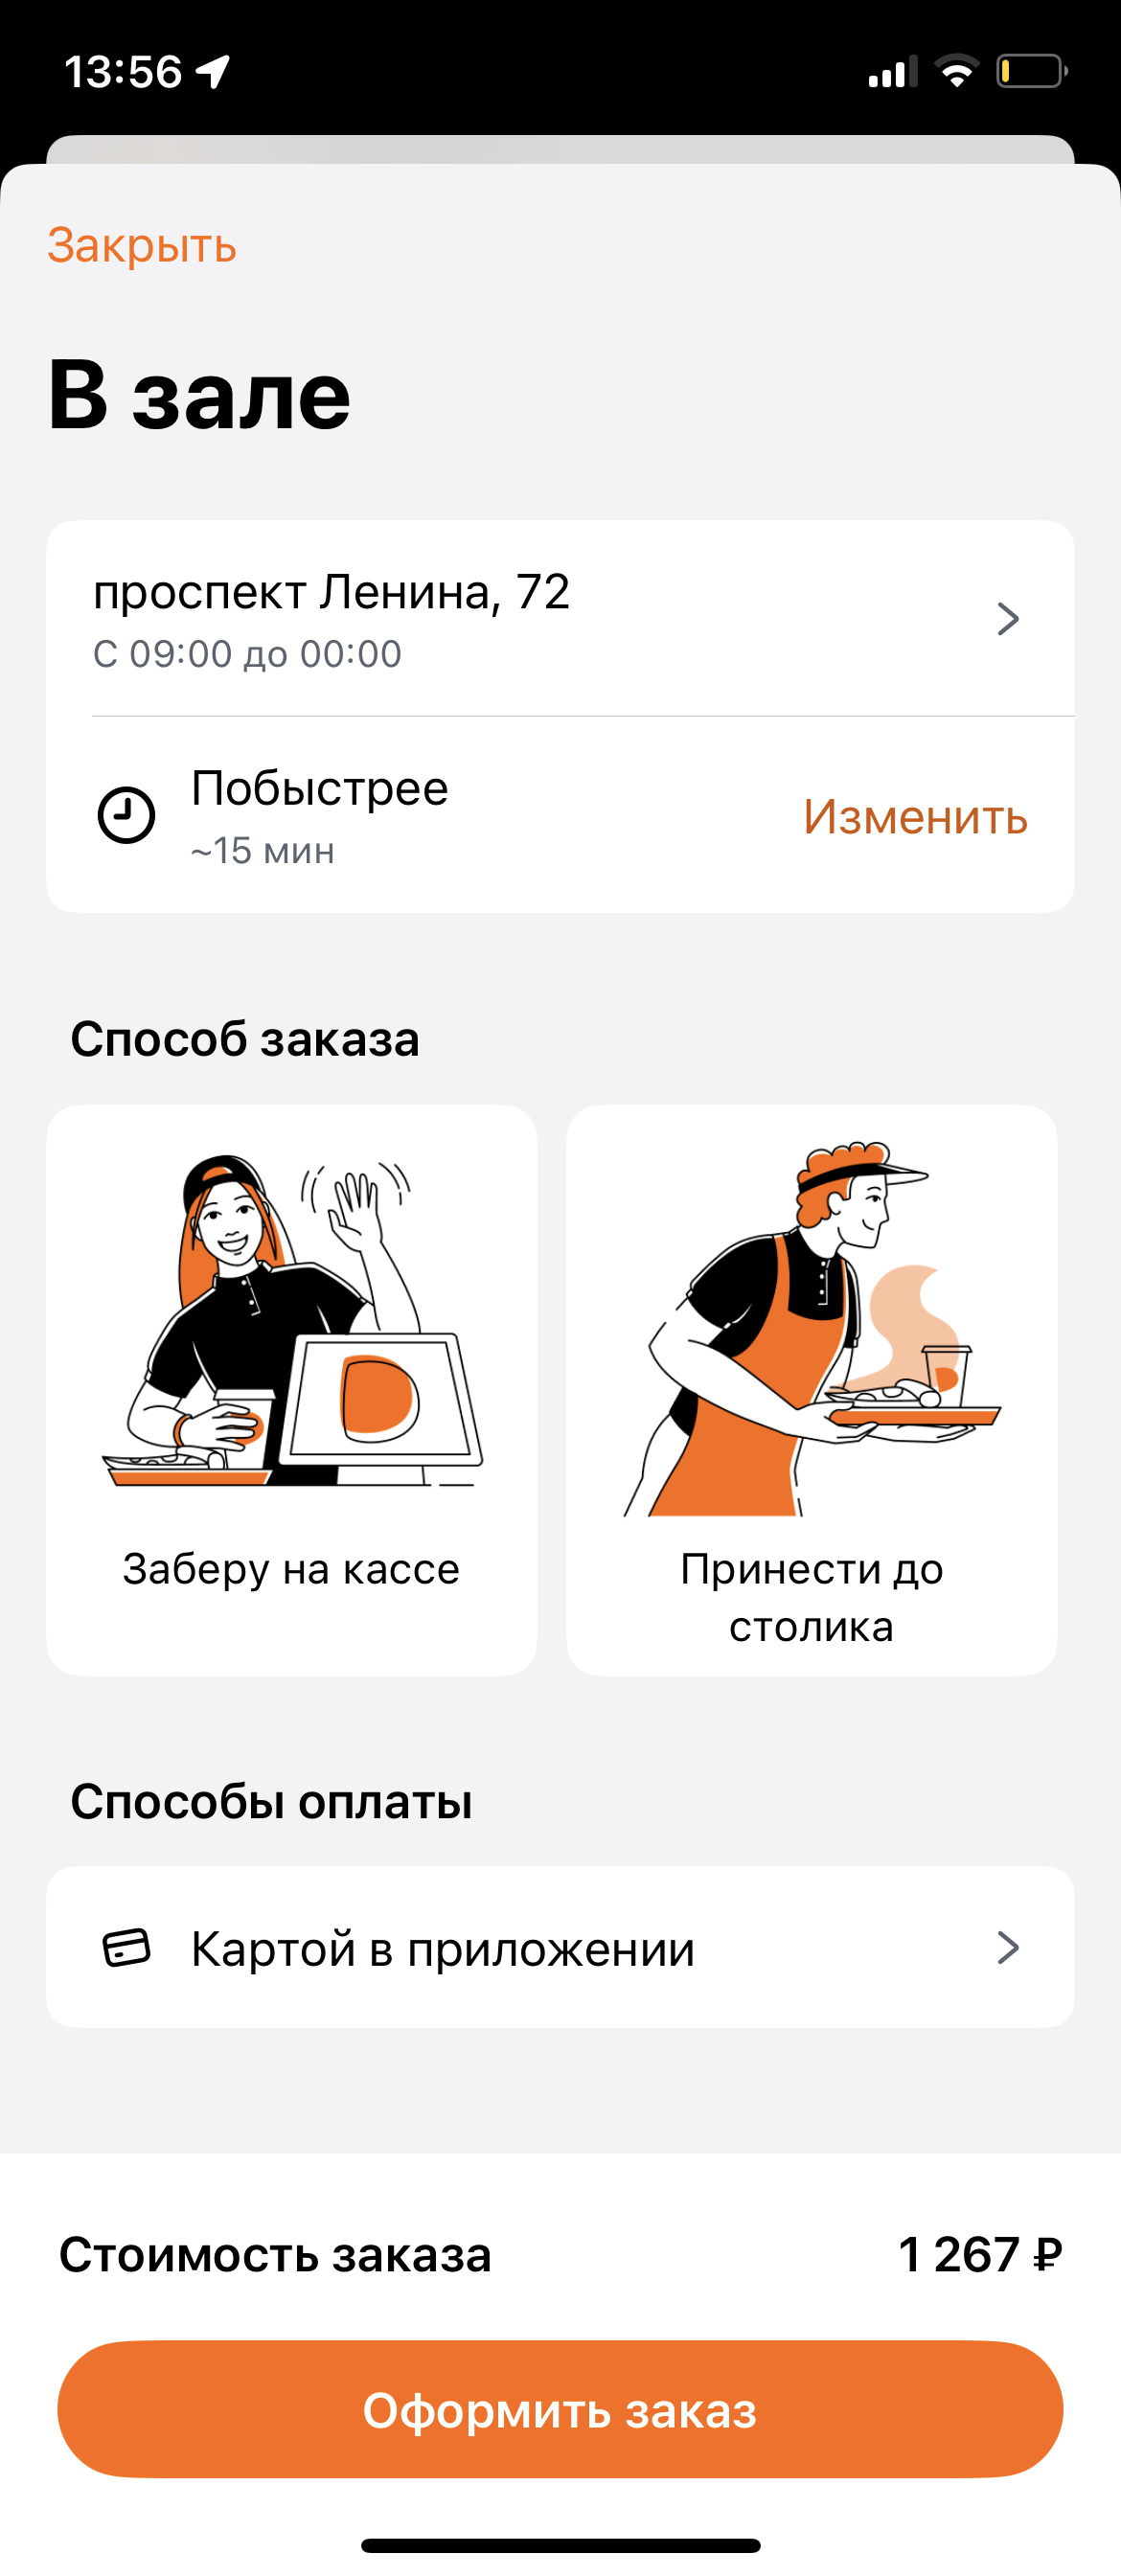 13:56
Закрыть
В зале
проспект Ленина, 72
С 09:00 до 00:00
Побыстрее
~15 мин
Изменить
Способ заказа
Заберу на кассе
Принести до
столика
Способы оплаты
Картой в приложении
Стоимость заказа
1 267 ₽
Оформить заказ